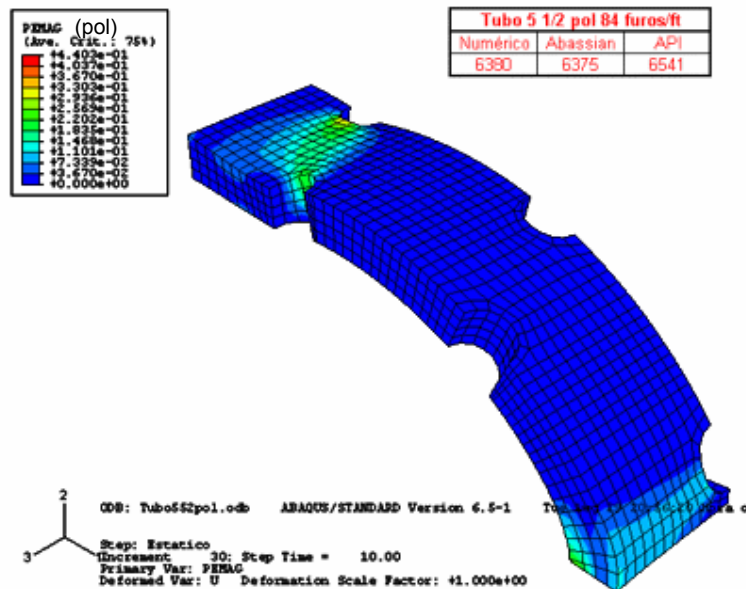 PEMAG (pol)
(Ave. Crit.: 75%)
+4.403e-01
+4.037e-01
+3.670e-01
+3.303e-01
+2.936e-01
+2.569e-01
+2.202e-01
+1.835e-01
+1.468e-01
+1.101e-01
+7.339e-02
+3.670e-02
+0.000e+00
Tubo 5 1/2 pol 84 furos/ft
Numérico Abassian API
6380 6375 6541
2
3
ODB: Tubo552pol.odb ABAQUS/STANDARD Version 6.5-1
Step: Estatico
Increment 30: Step Time = 10.00
Primary Var: PEMAG
Deformed Var: U Deformation Scale Factor: +1.000e+00